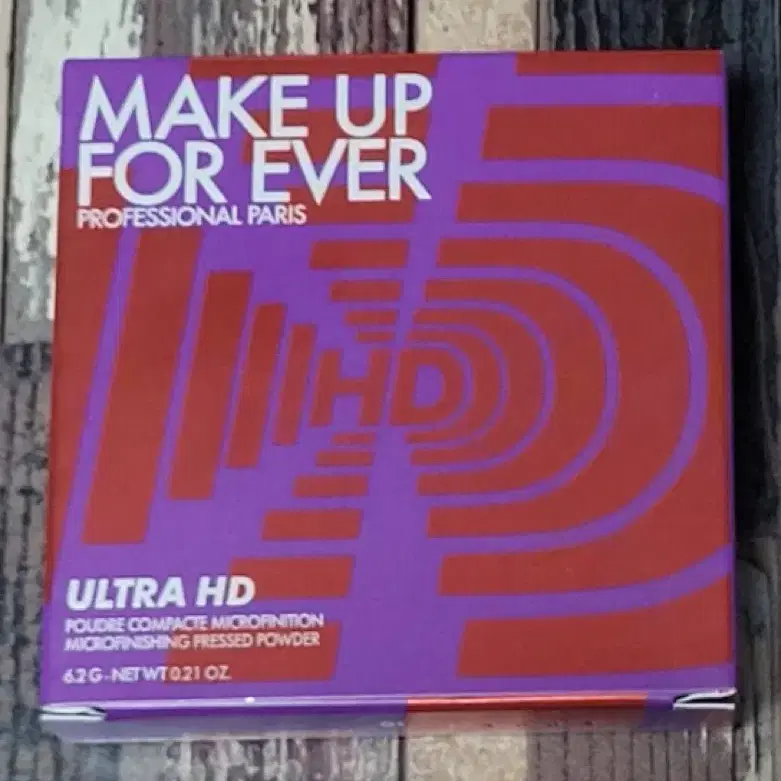 MAKE UP
FOR EVER
PROFESSIONAL PARIS
HD
ULTRA HD
POUDRE COMPACTE MICROFINITION
MICROFINISHING PRESSED POWDER
6.2 G - NET WT 0.21 OZ.